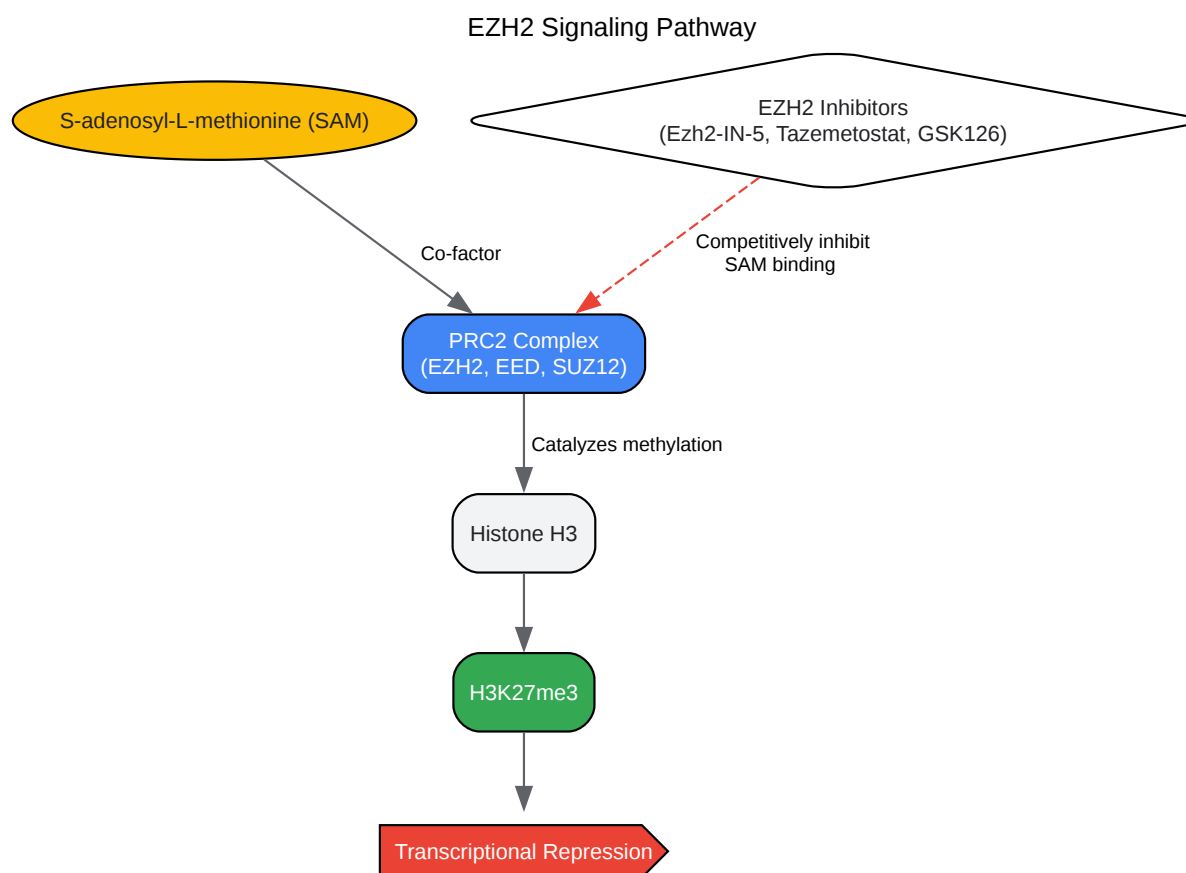 EZH2 Signaling Pathway
S-adenosyl-L-methionine (SAM)
EZH2 Inhibitors
(Ezh2-IN-5, Tazemetostat, GSK126)
Co-factor
Competitively inhibit
SAM binding
PRC2 Complex
(EZH2, EED, SUZ12)
Catalyzes methylation
Histone H3
H3K27me3
Transcriptional Repression